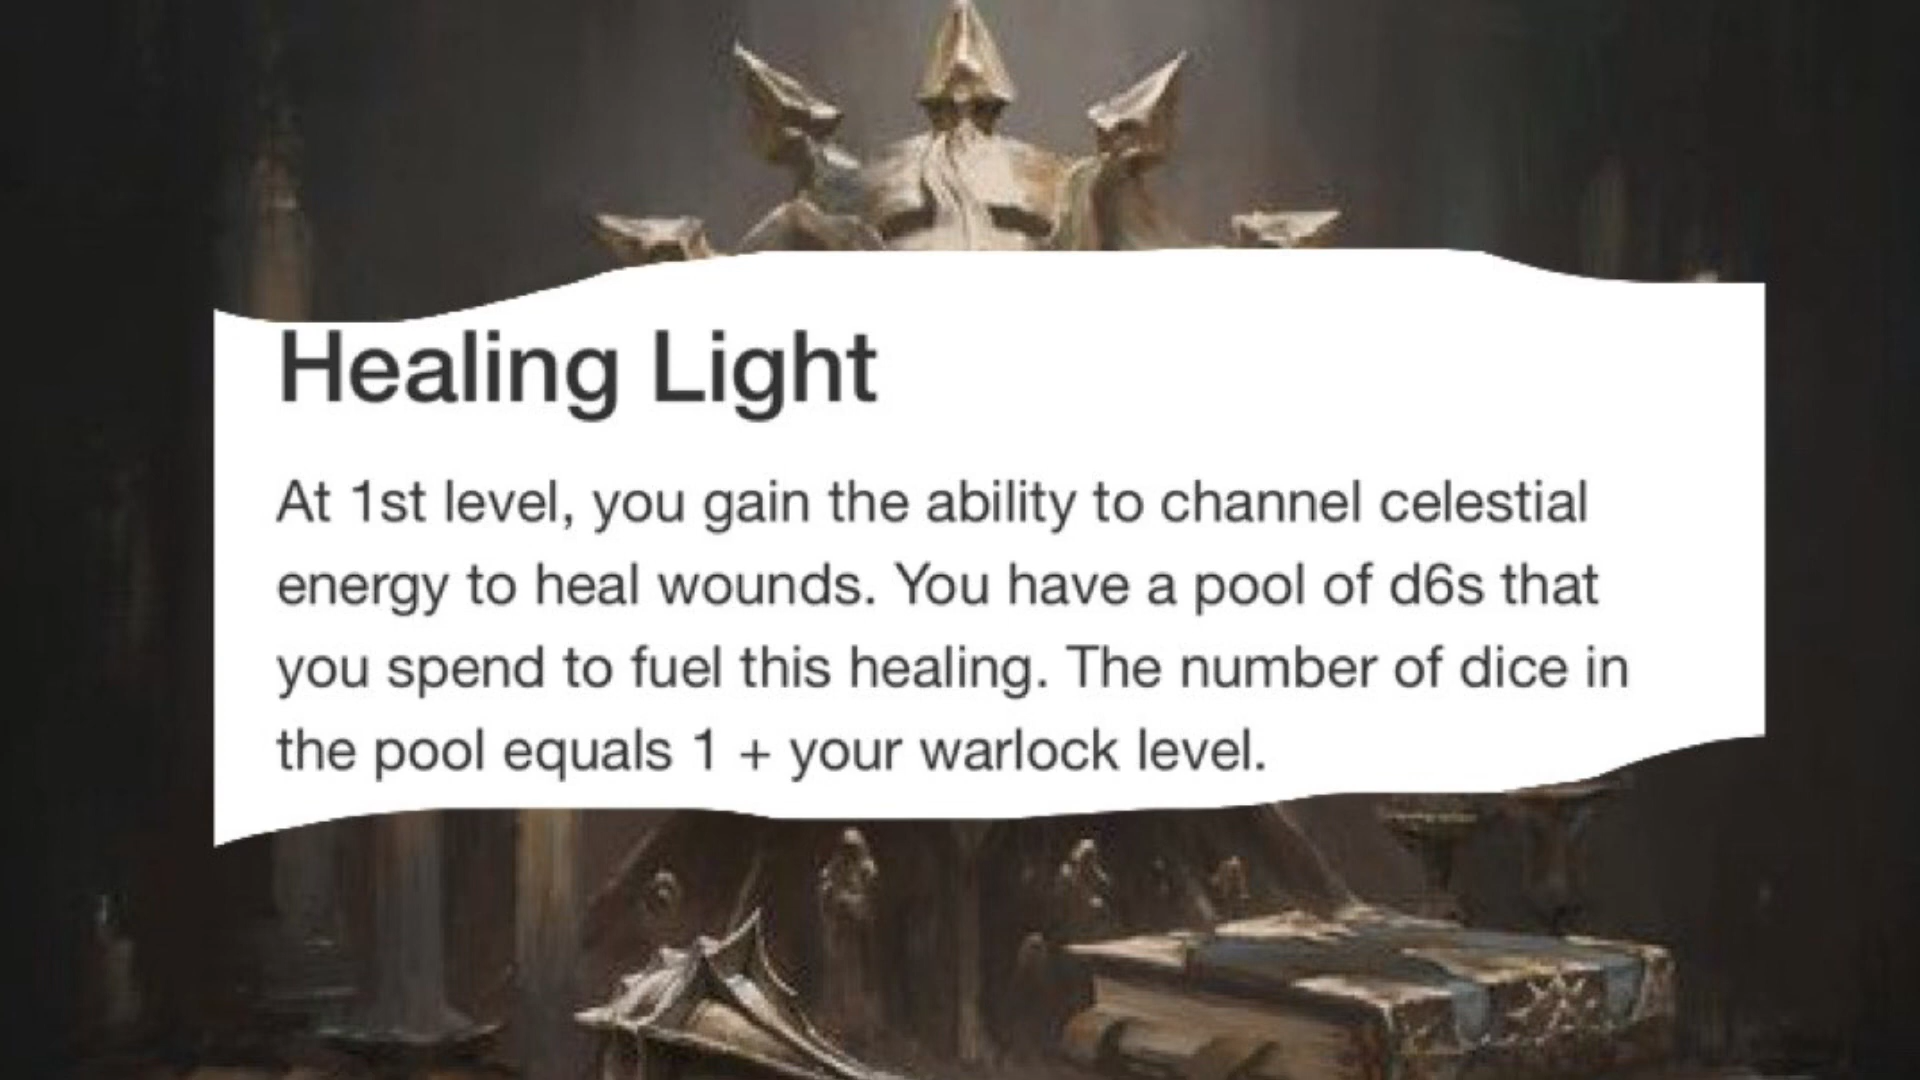 Healing Light
At 1st level, you gain the ability to channel celestial
energy to heal wounds. You have a pool of d6s that
you spend to fuel this healing. The number of dice in
the pool equals 1 + your warlock level.